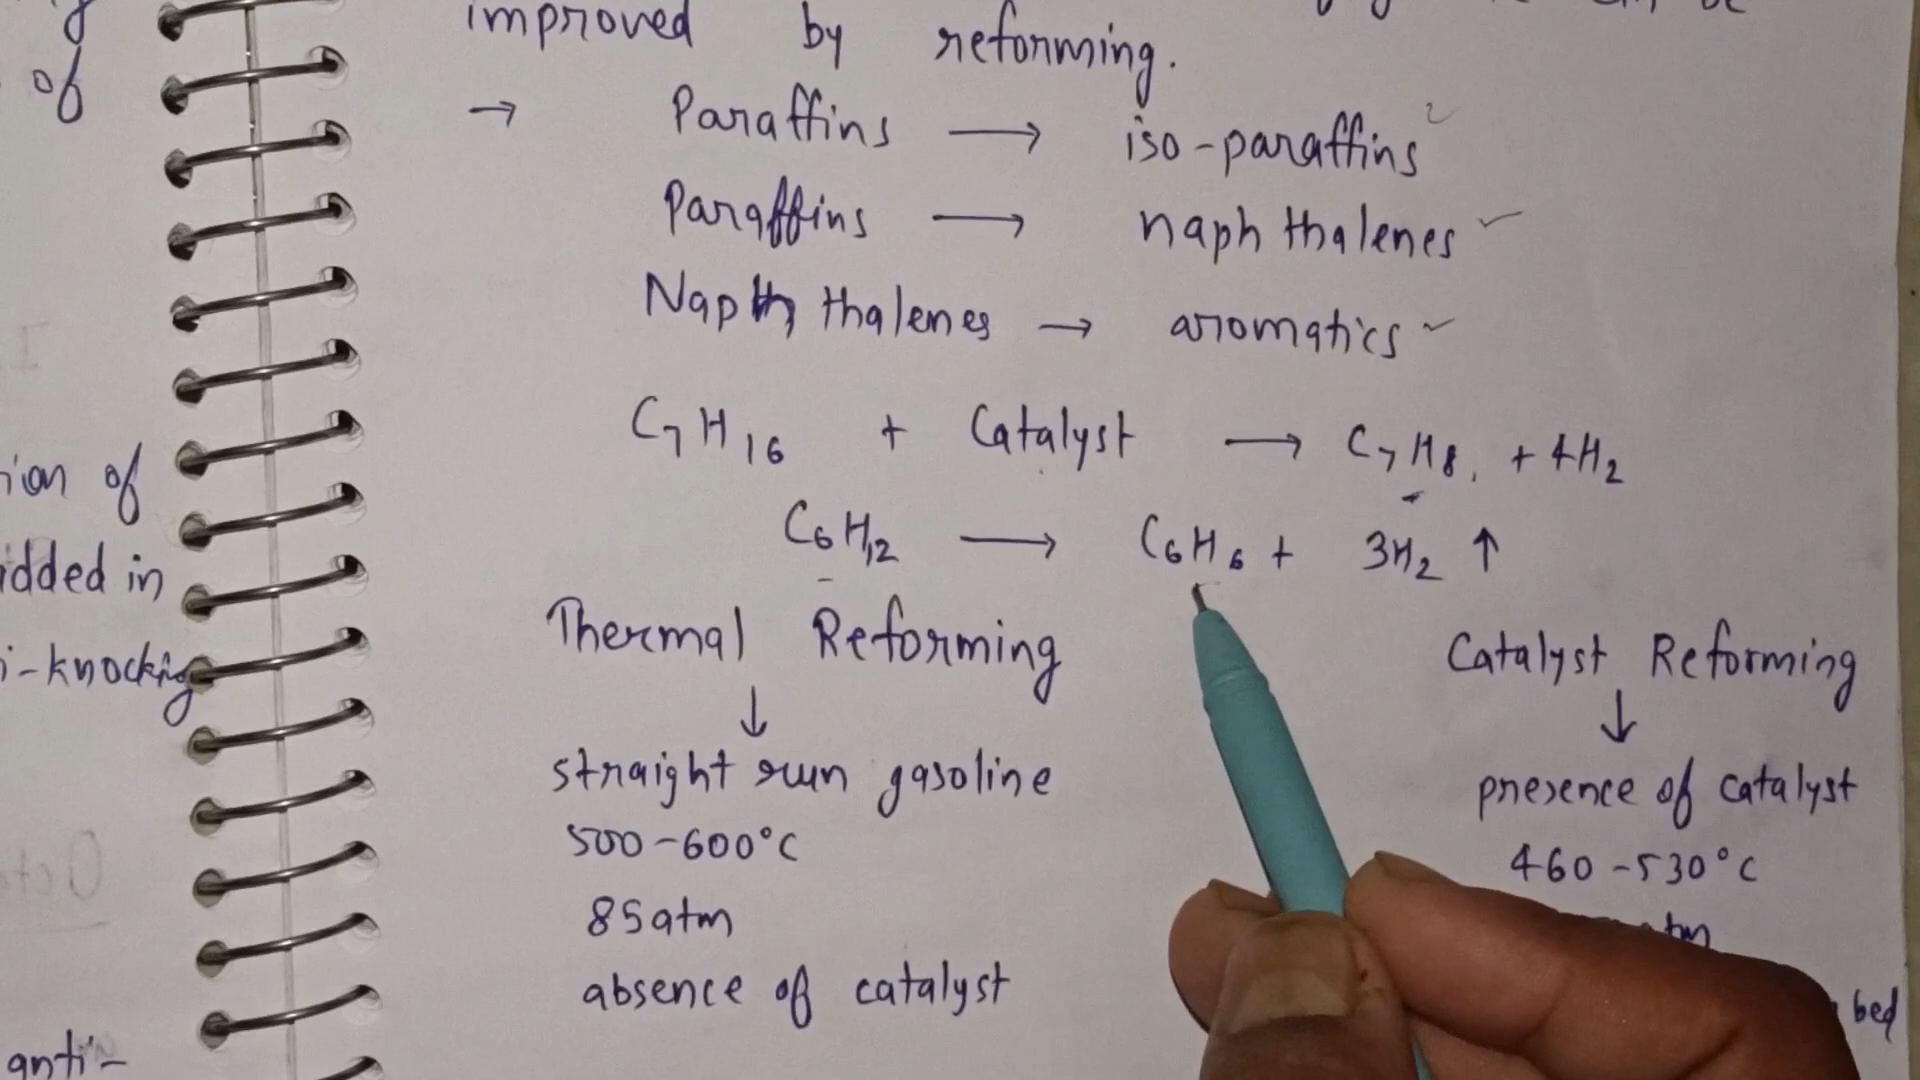 of
improved by reforming.
→ Paraffins → iso-paraffins
Paraffins → naphthalenes
Naphthalenes → aromatics
C7H16 + Catalyst → C7H8 + 4H2
C6H12 → C6H6 + 3H2 ↑
Thermal Reforming
↓
straight run gasoline
500-600°C
85atm
absence of catalyst
Catalyst Reforming
↓
presence of catalyst
460-530°C
tm
bed
ion of
dded in
i-knocking
anti-